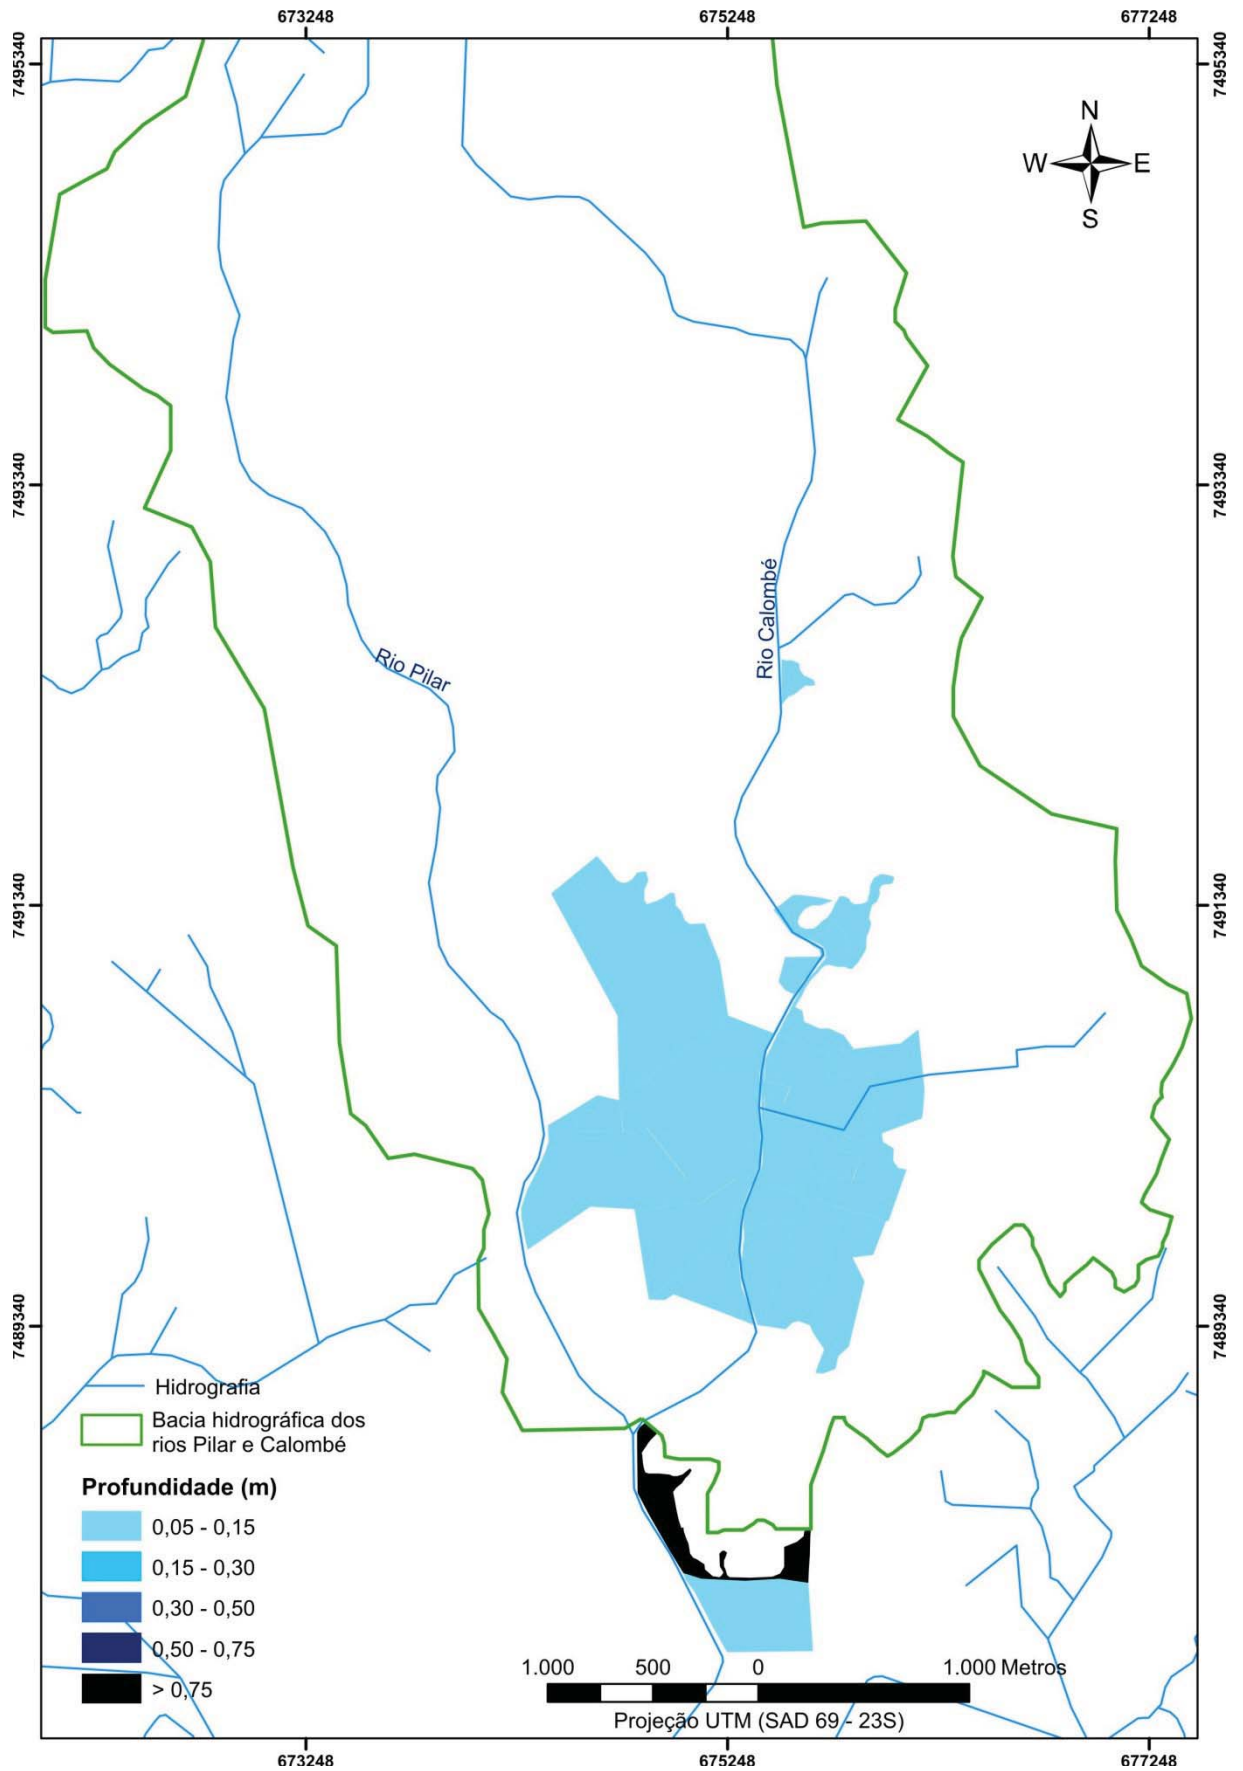 673248 675248 677248
7495340 7495340
N
W E
S
7493340 7493340
Rio Calombé
Rio Pilar
7491340 7491340
7489340 7489340
Hidrografia
Bacia hidrográfica dos
rios Pilar e Calombé
Profundidade (m)
0,05 - 0,15
0,15 - 0,30
0,30 - 0,50
0,50 - 0,75
> 0,75
1.000 500 0 1.000 Metros
Projeção UTM (SAD 69 - 23S)
673248 675248 677248